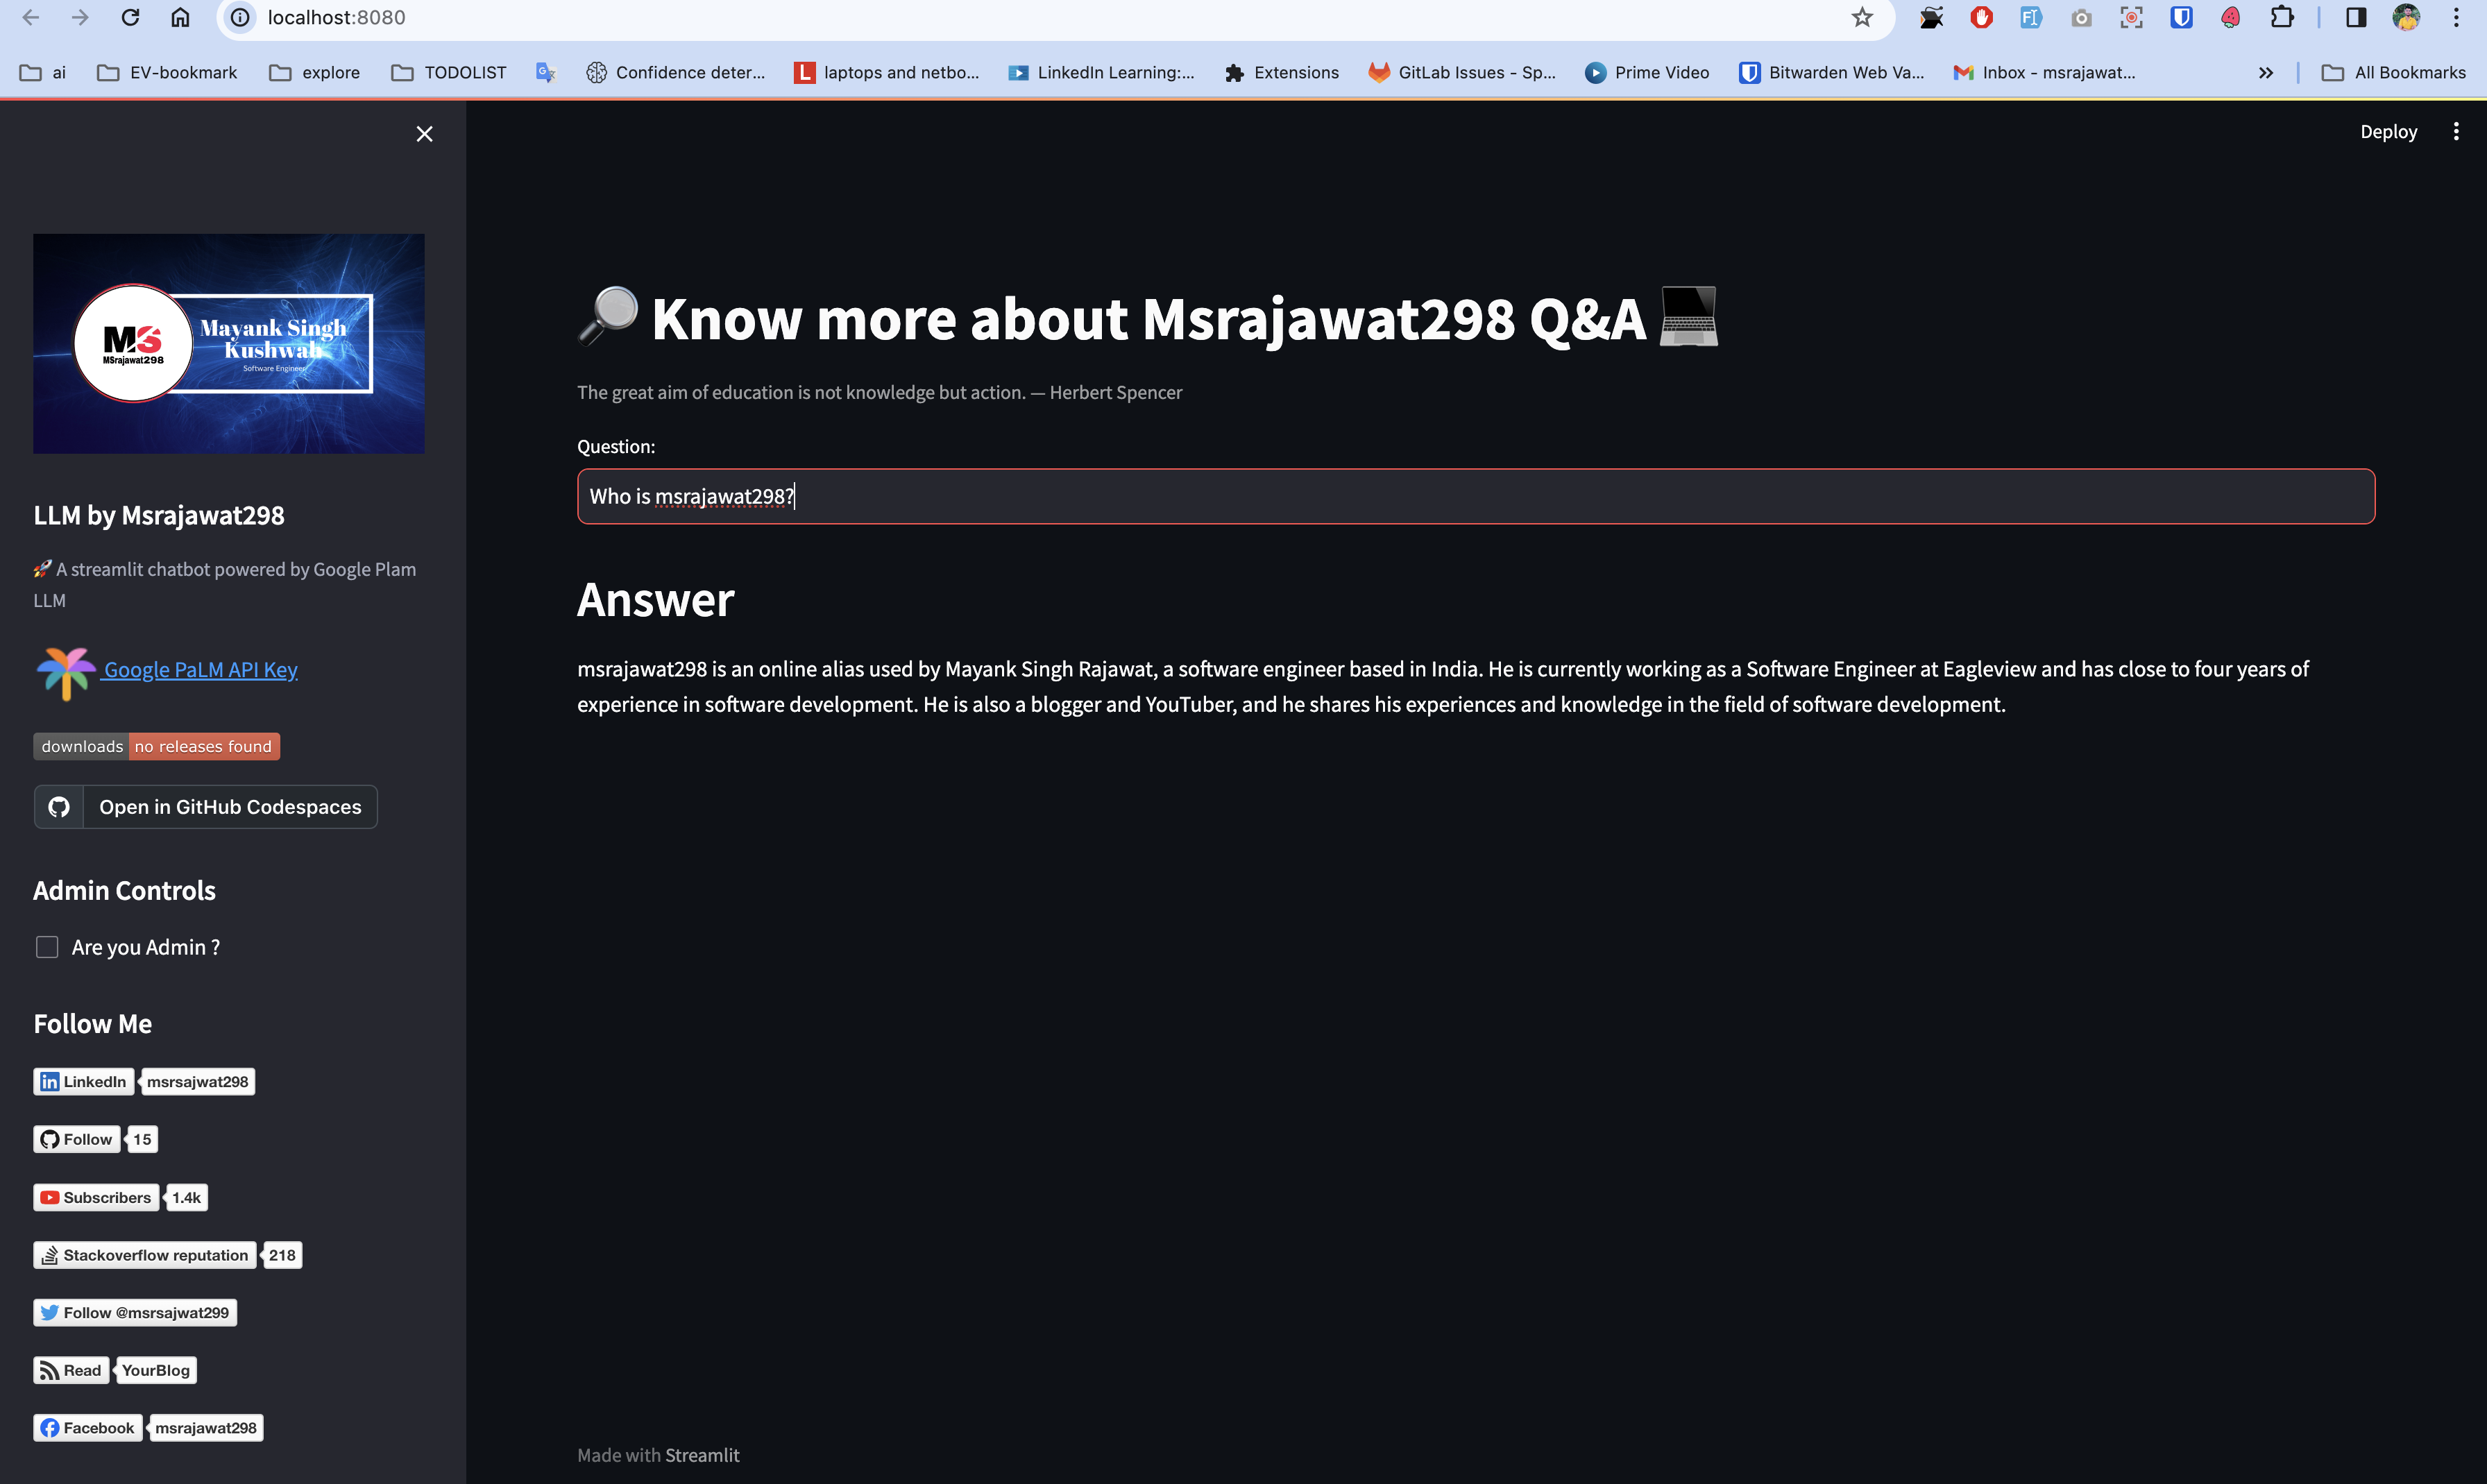 localhost:8080
ai EV-bookmark explore TODOLIST Confidence deter... laptops and netbo... LinkedIn Learning:... Extensions GitLab Issues - Sp... Prime Video Bitwarden Web Va... Inbox - msrajawat... » All Bookmarks
Deploy
MS
MSrajawat298
Mayank Singh
Kushwah
Software Engineer
LLM by Msrajawat298
🚀 A streamlit chatbot powered by Google Plam
LLM
Google PaLM API Key
downloads no releases found
Open in GitHub Codespaces
Admin Controls
Are you Admin ?
Follow Me
in LinkedIn msrsajwat298
Follow 15
Subscribers 1.4k
Stackoverflow reputation 218
Follow @msrsajwat299
Read YourBlog
Facebook msrajawat298
🔎 Know more about Msrajawat298 Q&A 💻
The great aim of education is not knowledge but action. — Herbert Spencer
Question:
Who is msrajawat298?
Answer
msrajawat298 is an online alias used by Mayank Singh Rajawat, a software engineer based in India. He is currently working as a Software Engineer at Eagleview and has close to four years of
experience in software development. He is also a blogger and YouTuber, and he shares his experiences and knowledge in the field of software development.
Made with Streamlit